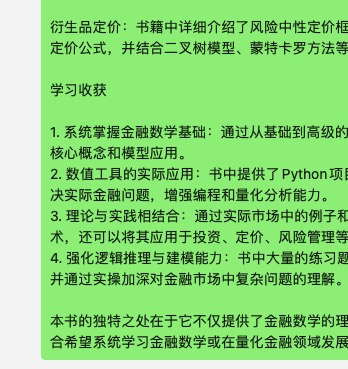 衍生品定价：书籍中详细介绍了风险中性定价框
定价公式，并结合二叉树模型、蒙特卡罗方法等
学习收获
1. 系统掌握金融数学基础：通过从基础到高级的
核心概念和模型应用。
2. 数值工具的实际应用：书中提供了Python项目
决实际金融问题，增强编程和量化分析能力。
3. 理论与实践相结合：通过实际市场中的例子和
术，还可以将其应用于投资、定价、风险管理等
4. 强化逻辑推理与建模能力：书中大量的练习题
并通过实操加深对金融市场中复杂问题的理解。
本书的独特之处在于它不仅提供了金融数学的理
合希望系统学习金融数学或在量化金融领域发展